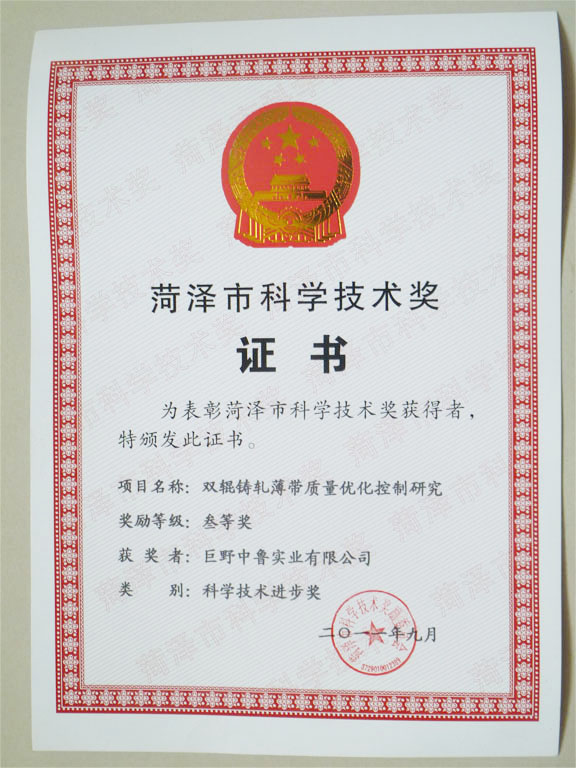 菏泽市科学技术奖
证书
为表彰菏泽市科学技术奖获得者，
特颁发此证书。
项目名称：双辊铸轧薄带质量优化控制研究
奖励等级：叁等奖
获奖者：巨野中鲁实业有限公司
类别：科学技术进步奖
二〇一一年九月